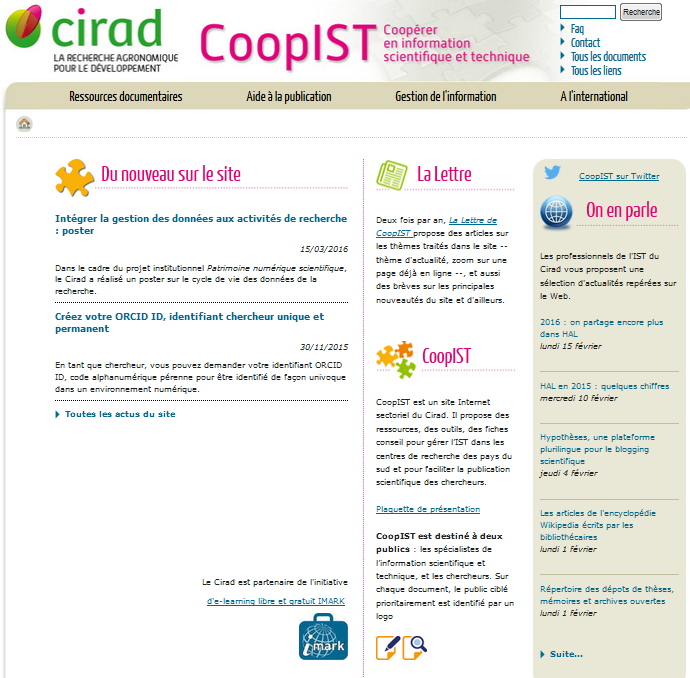 cirad
LA RECHERCHE AGRONOMIQUE
POUR LE DÉVELOPPEMENT
CoopIST
Coopérer
en information
scientifique et technique
Recherche
Faq
Contact
Tous les documents
Tous les liens
Ressources documentaires
Aide à la publication
Gestion de l'information
A l'international
Du nouveau sur le site
Intégrer la gestion des données aux activités de recherche
: poster
15/03/2016
Dans le cadre du projet institutionnel Patrimoine numérique scientifique,
le Cirad a réalisé un poster sur le cycle de vie des données de la
recherche.
Créez votre ORCID ID, identifiant chercheur unique et
permanent
30/11/2015
En tant que chercheur, vous pouvez demander votre identifiant ORCID
ID, code alphanumérique pérenne pour être identifié de façon univoque
dans un environnement numérique.
Toutes les actus du site
Le Cirad est partenaire de l'initiative
d'e-learning libre et gratuit IMARK
imark
La Lettre
Deux fois par an, La Lettre de
CoopIST propose des articles sur
les thèmes traités dans le site --
thème d'actualité, zoom sur une
page déjà en ligne --, et aussi
des brèves sur les principales
nouveautés du site et d'ailleurs.
CoopIST
CoopIST est un site Internet
sectoriel du Cirad. Il propose des
ressources, des outils, des fiches
conseil pour gérer l'IST dans les
centres de recherche des pays du
sud et pour faciliter la publication
scientifique des chercheurs.
Plaquette de présentation
CoopIST est destiné à deux
publics : les spécialistes de
l'information scientifique et
technique, et les chercheurs. Sur
chaque document, le public ciblé
prioritairement est identifié par un
logo
CoopIST sur Twitter
On en parle
Les professionnels de l'IST du
Cirad vous proposent une
sélection d'actualités repérées sur
le Web.
2016 : on partage encore plus
dans HAL
lundi 15 février
HAL en 2015 : quelques chiffres
mercredi 10 février
Hypothèses, une plateforme
plurilingue pour le blogging
scientifique
jeudi 4 février
Les articles de l'encyclopédie
Wikipedia écrits par les
bibliothécaires
lundi 1 février
Répertoire des dépots de thèses,
mémoires et archives ouvertes
lundi 1 février
Suite...